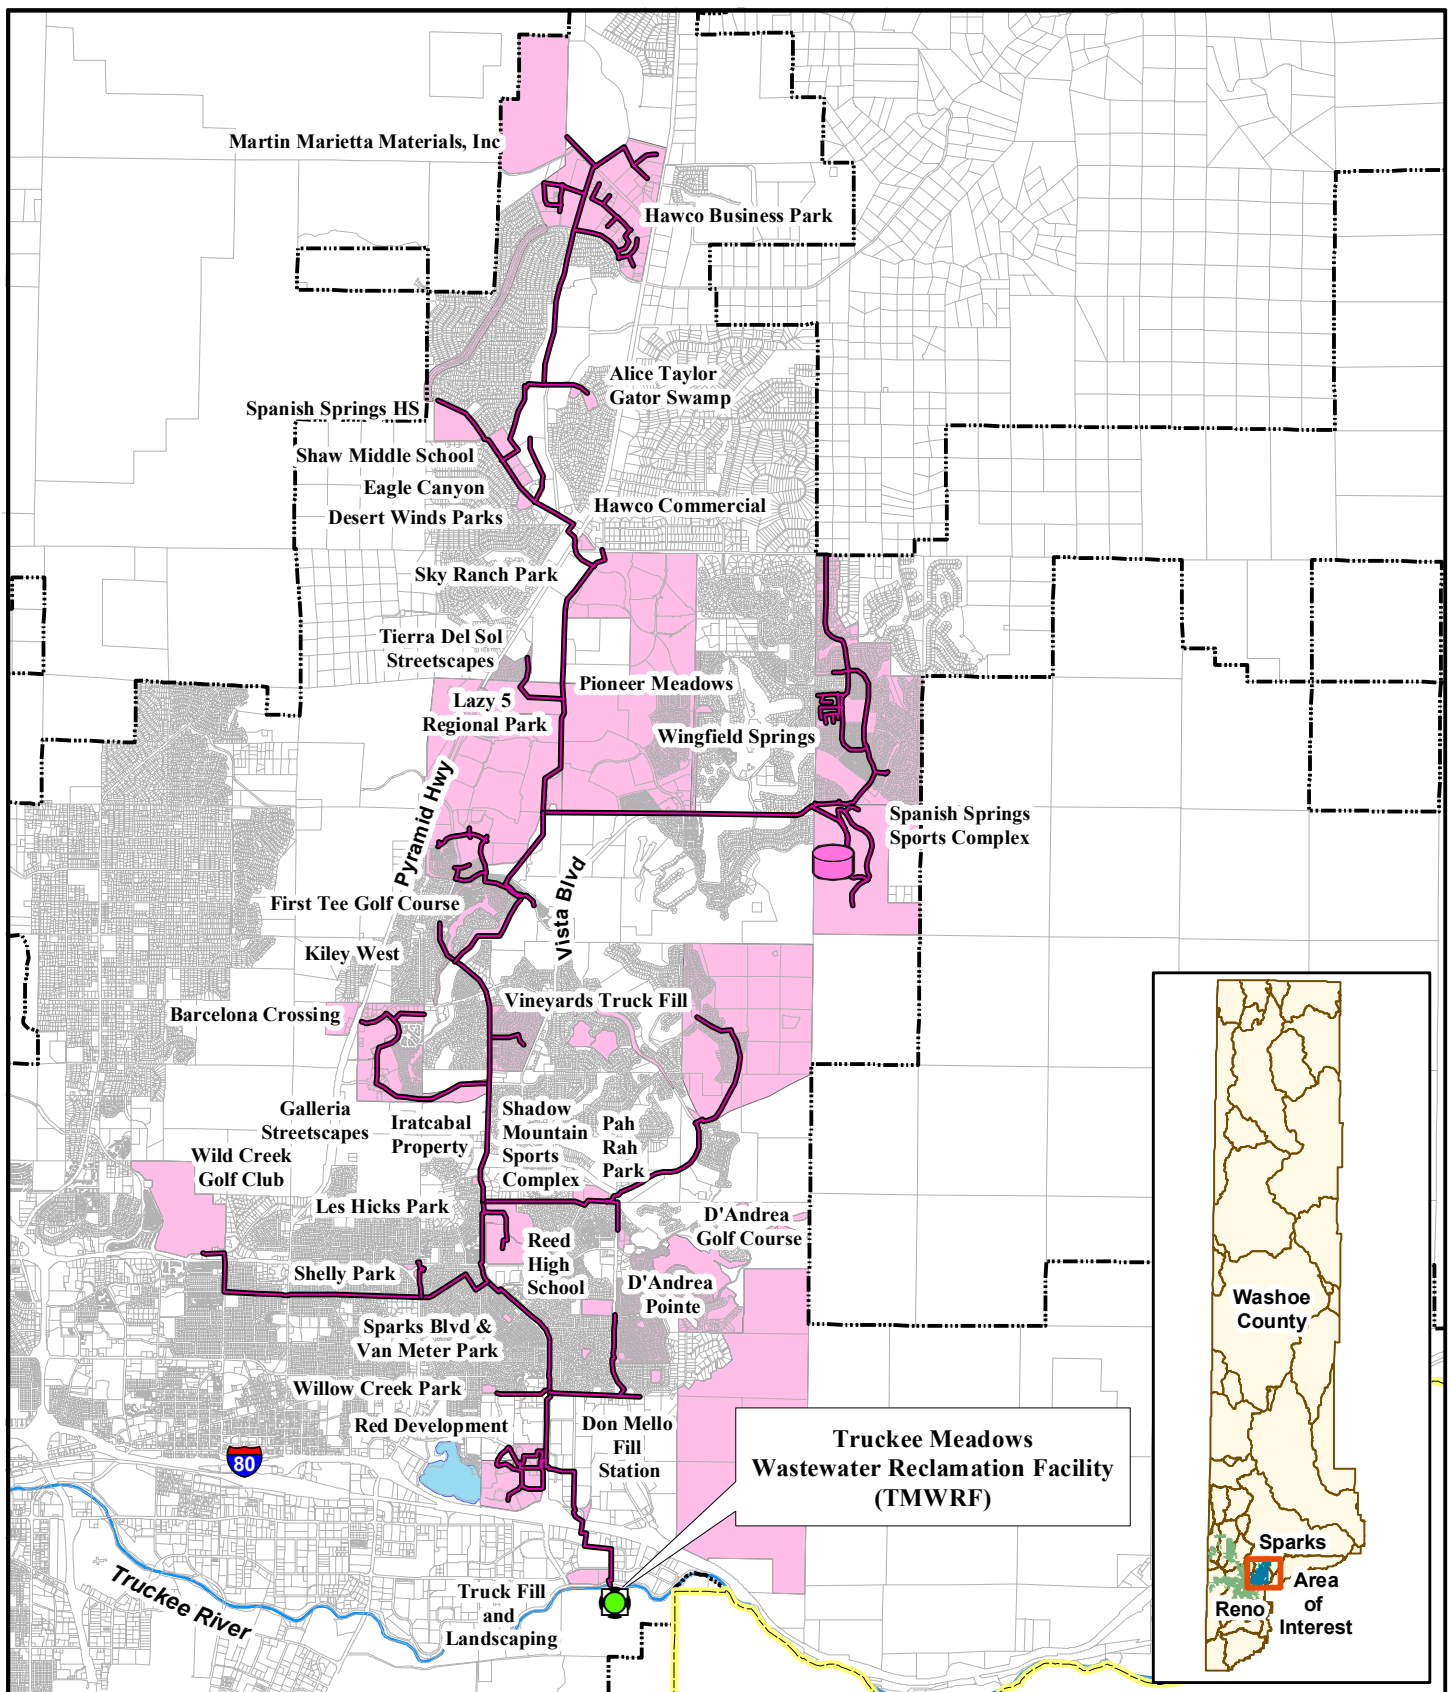 Martin Marietta Materials, Inc
Hawco Business Park
Alice Taylor
Gator Swamp
Spanish Springs HS
Shaw Middle School
Eagle Canyon
Desert Winds Parks
Hawco Commercial
Sky Ranch Park
Tierra Del Sol
Streetscapes
Pioneer Meadows
Lazy 5
Regional Park
Wingfield Springs
Pyramid Hwy
Spanish Springs
Sports Complex
Vista Blvd
First Tee Golf Course
Kiley West
Vineyards Truck Fill
Barcelona Crossing
Galleria
Streetscapes
Iratcabal
Property
Shadow
Mountain
Sports
Complex
Pah
Rah
Park
Wild Creek
Golf Club
Les Hicks Park
D'Andrea
Golf Course
Reed
High
School
Shelly Park
D'Andrea
Pointe
Sparks Blvd &
Van Meter Park
Willow Creek Park
Red Development
Don Mello
Fill
Station
80
Truckee Meadows
Wastewater Reclamation Facility
(TMWRF)
Truckee River
Truck Fill
and
Landscaping
Washoe
County
Sparks
Area
of
Interest
Reno